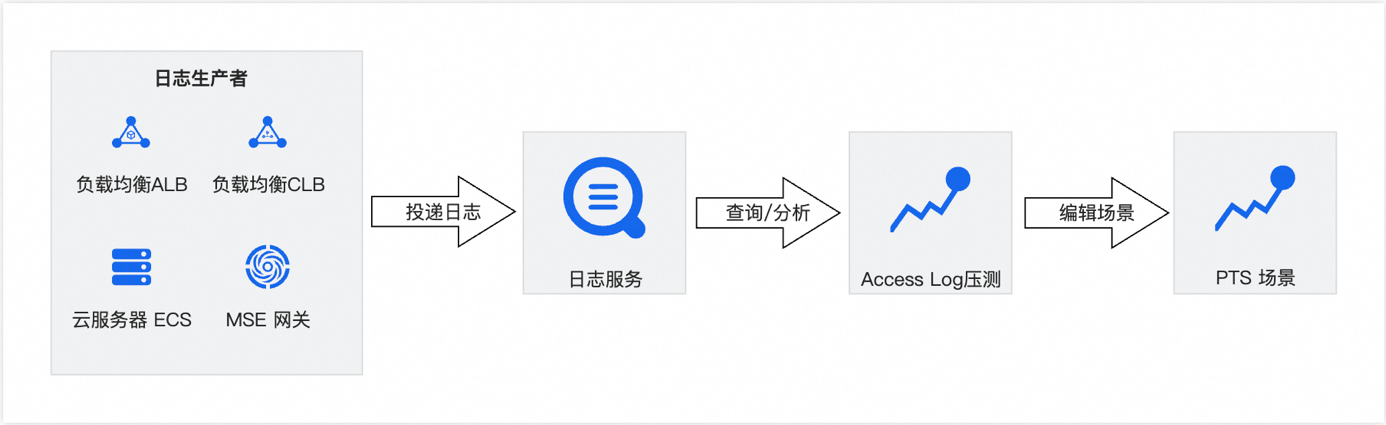 日志生产者
负载均衡ALB
负载均衡CLB
云服务器 ECS
MSE 网关
投递日志
日志服务
查询/分析
Access Log压测
编辑场景
PTS 场景